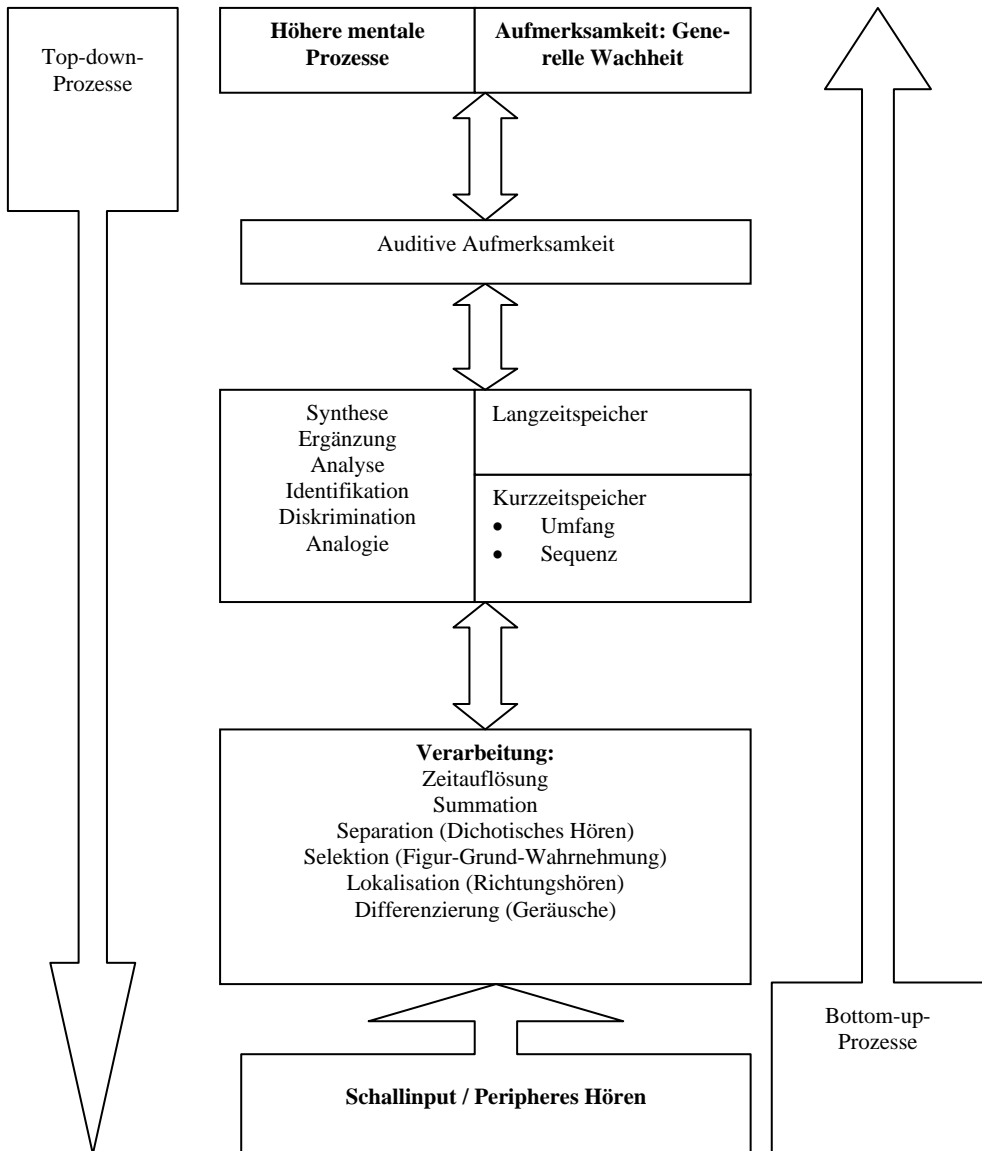 Top-down-
Prozesse
Höhere mentale
Prozesse
Aufmerksamkeit: Gene-
relle Wachheit
Auditive Aufmerksamkeit
Synthese
Ergänzung
Analyse
Identifikation
Diskrimination
Analogie
Langzeitspeicher
Kurzzeitspeicher
• Umfang
• Sequenz
Verarbeitung:
Zeitauflösung
Summation
Separation (Dichotisches Hören)
Selektion (Figur-Grund-Wahrnehmung)
Lokalisation (Richtungshören)
Differenzierung (Geräusche)
Schallinput / Peripheres Hören
Bottom-up-
Prozesse